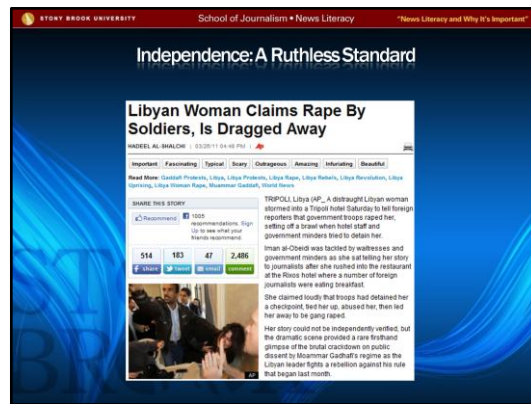 STONY BROOK UNIVERSITY
School of Journalism • News Literacy
"News Literacy and Why It's Important"
Independence: A Ruthless Standard
Libyan Woman Claims Rape By
Soldiers, Is Dragged Away
HADEEL AL-SHALCHI | 03/26/11 04:46 PM | AP
Important Fascinating Typical Scary Outrageous Amazing Infuriating Beautiful
Read More: Gaddafi Protests, Libya, Libya Protests, Libya Rape, Libya Rebels, Libya Revolution, Libya
Uprising, Libya Woman Rape, Muammar Gaddafi, World News
SHARE THIS STORY
Recommend
1005
recommendations. Sign
Up to see what your
friends recommend.
514 183 47 2,486
share tweet email comment
TRIPOLI, Libya (AP_ A distraught Libyan woman
stormed into a Tripoli hotel Saturday to tell foreign
reporters that government troops raped her,
setting off a brawl when hotel staff and
government minders tried to detain her.
Iman al-Obeidi was tackled by waitresses and
government minders as she sat telling her story
to journalists after she rushed into the restaurant
at the Rixos hotel where a number of foreign
journalists were eating breakfast.
She claimed loudly that troops had detained her
a checkpoint, tied her up, abused her, then led
her away to be gang raped.
Her story could not be independently verified, but
the dramatic scene provided a rare firsthand
glimpse of the brutal crackdown on public
dissent by Moammar Gadhafi's regime as the
Libyan leader fights a rebellion against his rule
that began last month.
AP